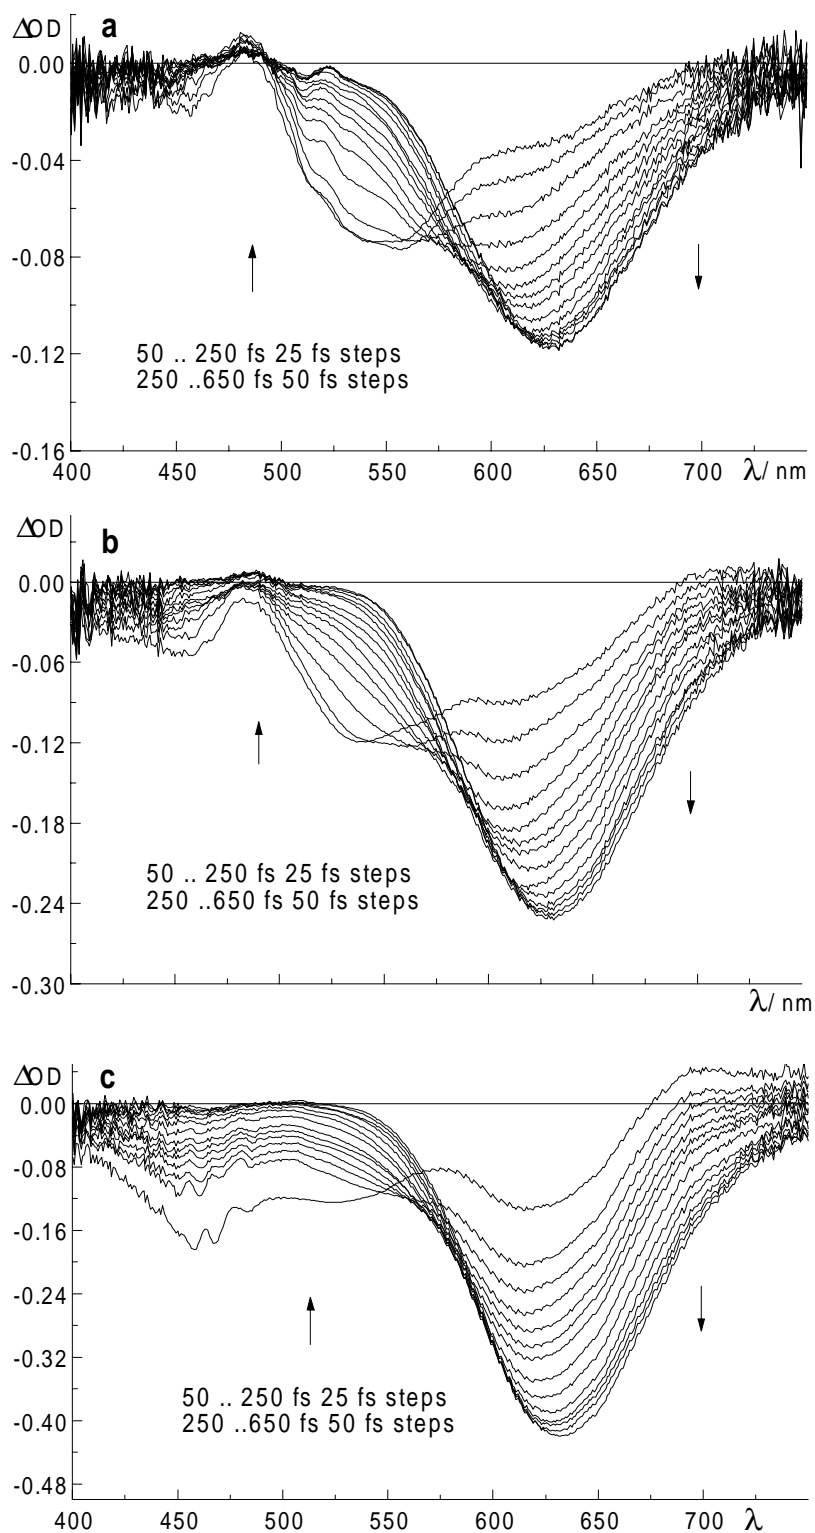 ΔOD a
0.00
-0.04
-0.08
-0.12
-0.16
50 .. 250 fs 25 fs steps
250 ..650 fs 50 fs steps
400 450 500 550 600 650 700 λ/ nm
ΔOD b
0.00
-0.06
-0.12
-0.18
-0.24
-0.30
50 .. 250 fs 25 fs steps
250 ..650 fs 50 fs steps
λ/ nm
ΔOD c
0.00
-0.08
-0.16
-0.24
-0.32
-0.40
-0.48
50 .. 250 fs 25 fs steps
250 ..650 fs 50 fs steps
400 450 500 550 600 650 700 λ